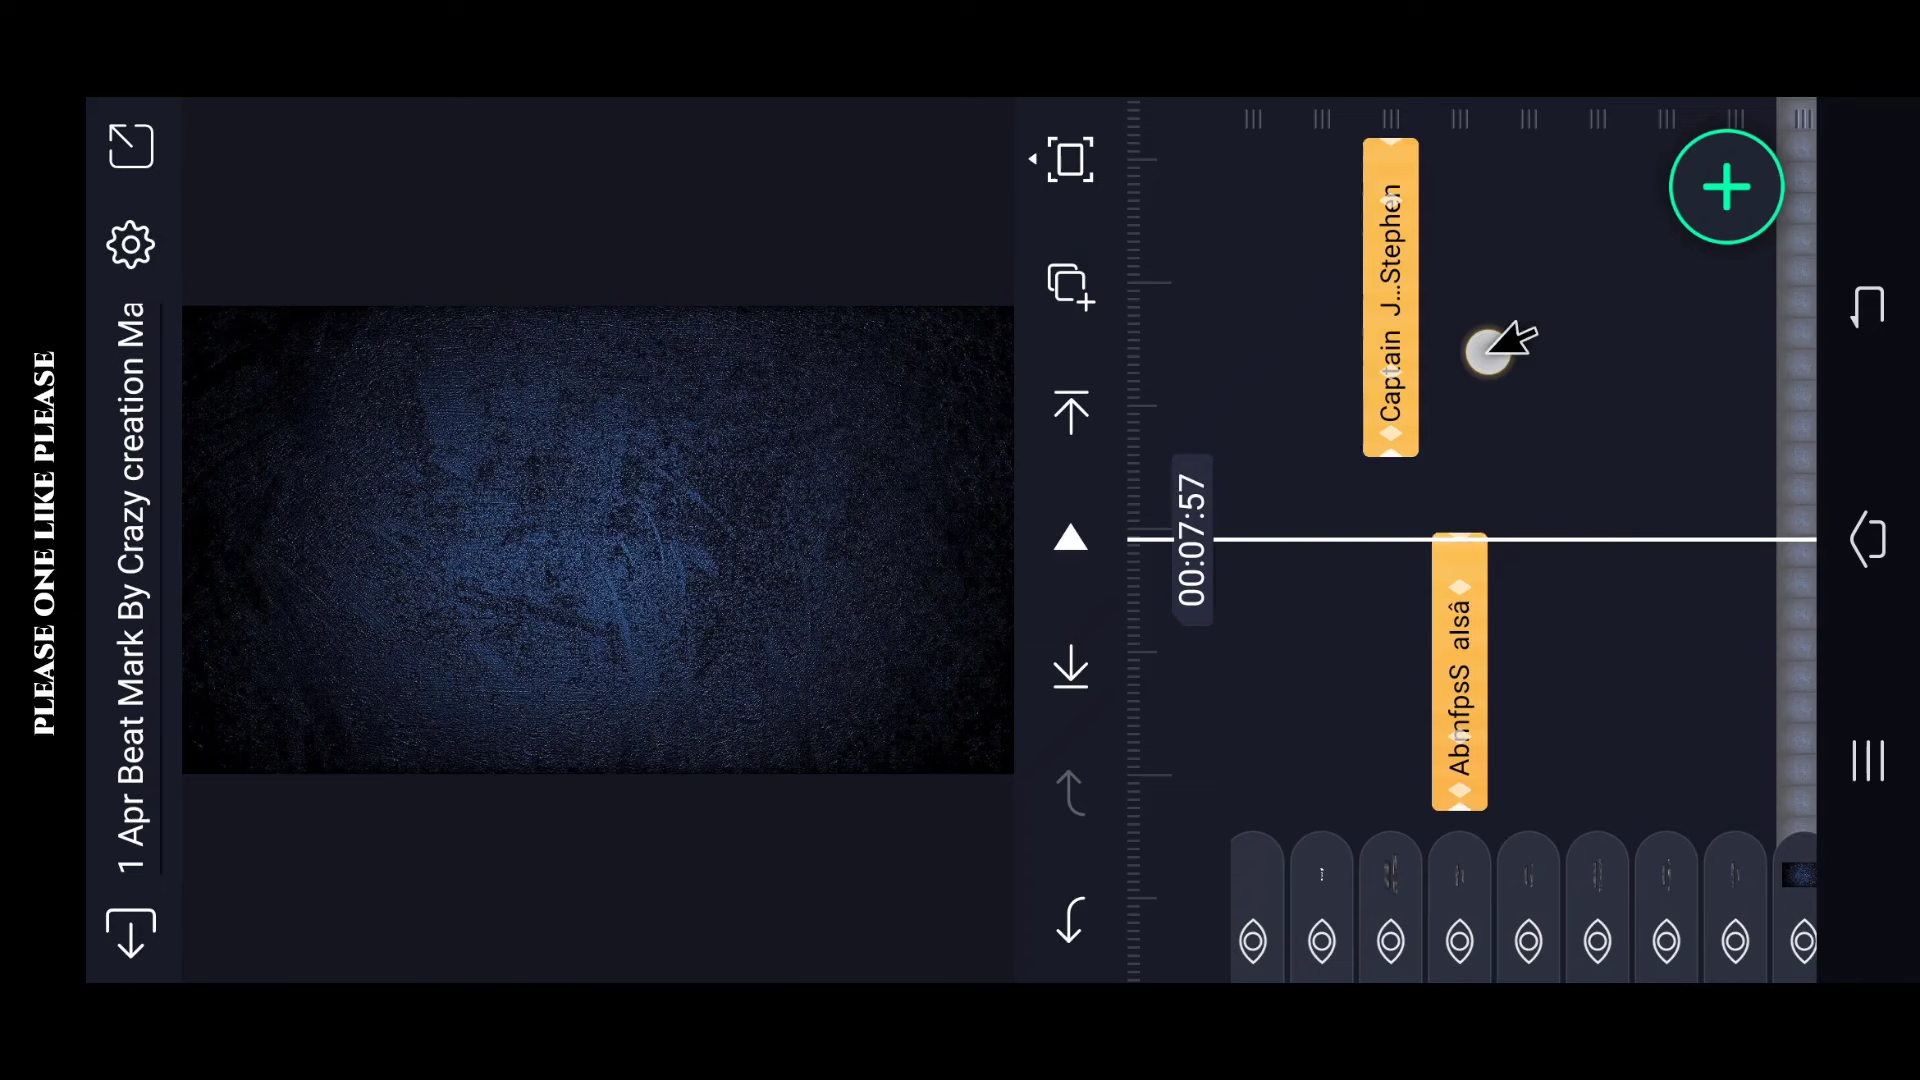 PLEASE ONE LIKE PLEASE
1 Apr Beat Mark By Crazy creation Ma
00:07:57
Captain J...Stephen
AbnfpsS alsâ